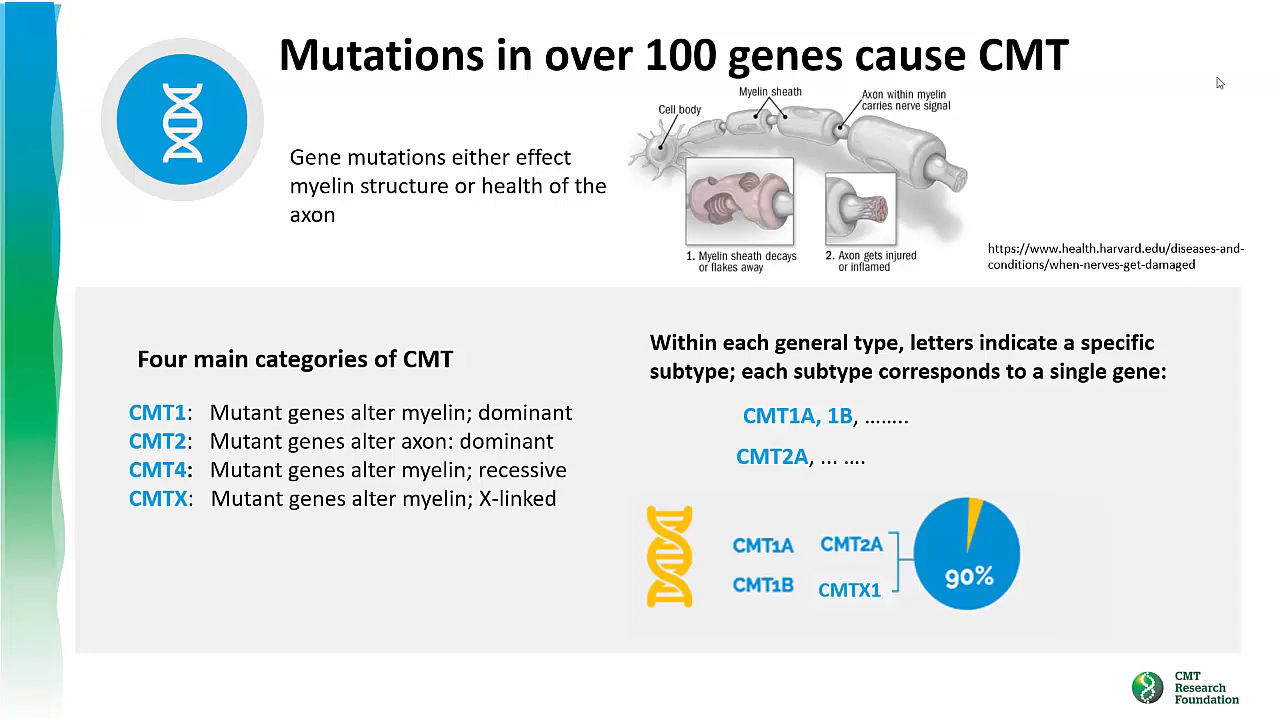 Mutations in over 100 genes cause CMT
Gene mutations either effect
myelin structure or health of the
axon
Cell body
Myelin sheath
Axon within myelin
carries nerve signal
1. Myelin sheath decays
or flakes away
2. Axon gets injured
or inflamed
https://www.health.harvard.edu/diseases-and-
conditions/when-nerves-get-damaged
Four main categories of CMT
CMT1: Mutant genes alter myelin; dominant
CMT2: Mutant genes alter axon: dominant
CMT4: Mutant genes alter myelin; recessive
CMTX: Mutant genes alter myelin; X-linked
Within each general type, letters indicate a specific
subtype; each subtype corresponds to a single gene:
CMT1A, 1B, ........
CMT2A, ... ....
CMT1A CMT2A
CMT1B CMTX1
90%
CMT
Research
Foundation